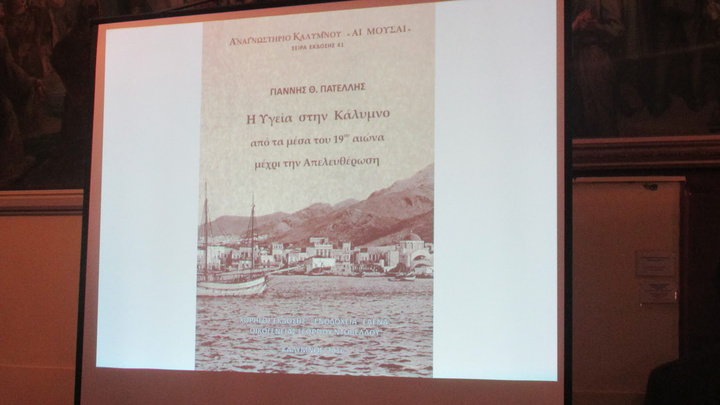 ΑΝΑΓΝΩΣΤΗΡΙΟ ΚΑΛΥΜΝΟΥ «ΑΙ ΜΟΥΣΑΙ»
ΣΕΙΡΑ ΕΚΔΟΣΗΣ 41
ΓΙΑΝΝΗΣ Θ. ΠΑΤΕΛΛΗΣ
Η Υγεία στην Κάλυμνο
από τα μέσα του 19ου αιώνα
μέχρι την Απελευθέρωση